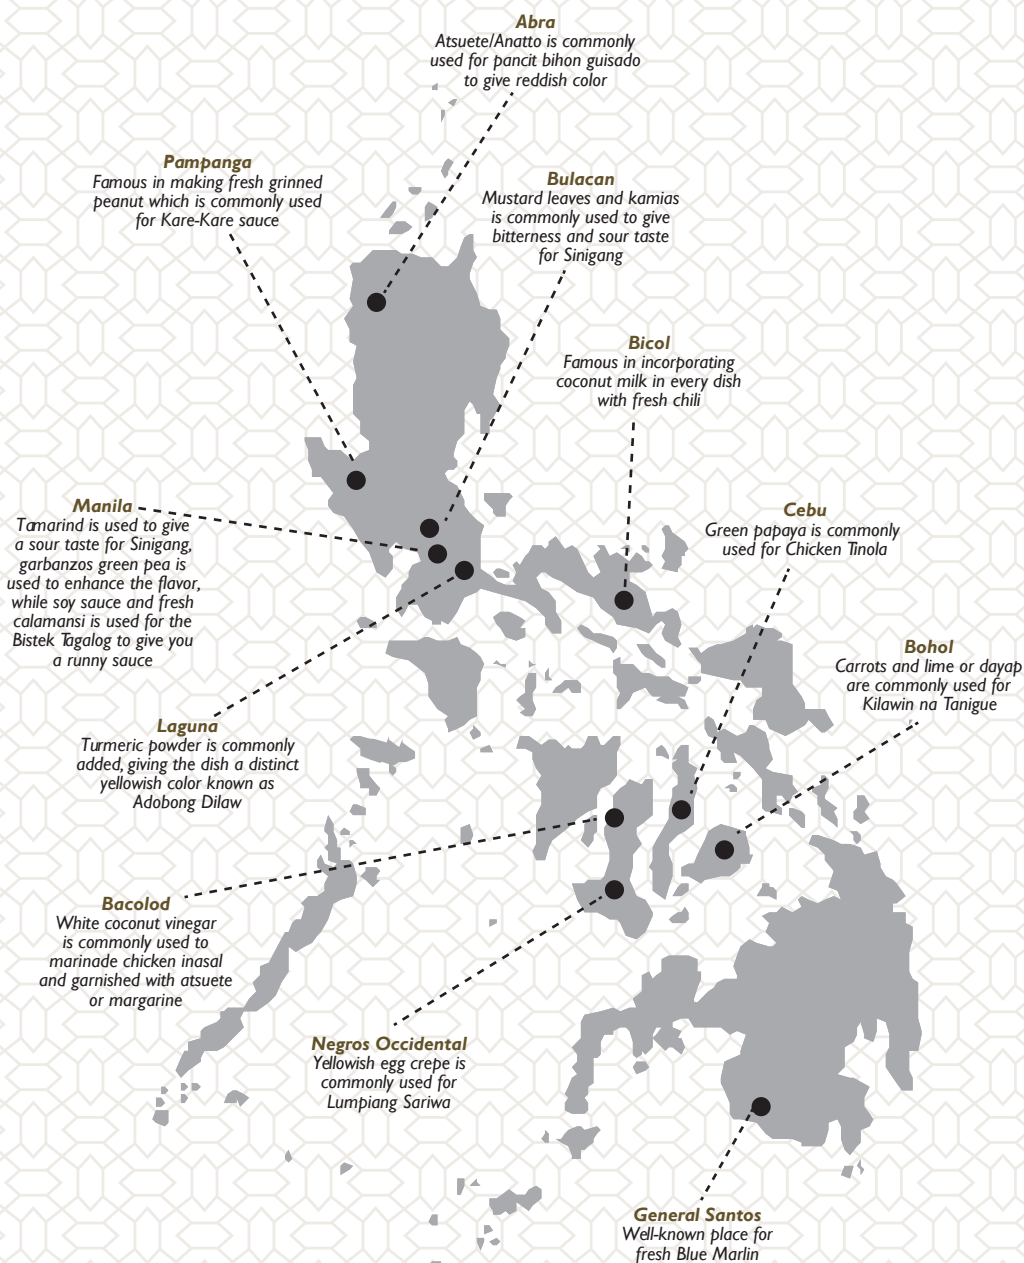 Abra
Atsuete/Anatto is commonly
used for pancit bihon guisado
to give reddish color
Pampanga
Famous in making fresh grinned
peanut which is commonly used
for Kare-Kare sauce
Bulacan
Mustard leaves and kamias
is commonly used to give
bitterness and sour taste
for Sinigang
Bicol
Famous in incorporating
coconut milk in every dish
with fresh chili
Manila
Tamarind is used to give
a sour taste for Sinigang,
garbanzos green pea is
used to enhance the flavor,
while soy sauce and fresh
calamansi is used for the
Bistek Tagalog to give you
a runny sauce
Cebu
Green papaya is commonly
used for Chicken Tinola
Bohol
Carrots and lime or dayap
are commonly used for
Kilawin na Tanigue
Laguna
Turmeric powder is commonly
added, giving the dish a distinct
yellowish color known as
Adobong Dilaw
Bacolod
White coconut vinegar
is commonly used to
marinade chicken inasal
and garnished with atsuete
or margarine
Negros Occidental
Yellowish egg crepe is
commonly used for
Lumpiang Sariwa
General Santos
Well-known place for
fresh Blue Marlin